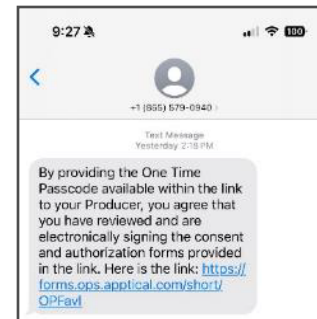 9:27
100
+1 (855) 579-0940 >
Text Message
Yesterday 2:18 PM
By providing the One Time
Passcode available within the link
to your Producer, you agree that
you have reviewed and are
electronically signing the consent
and authorization forms provided
in the link. Here is the link: https://
forms.ops.apptical.com/short/
OPFavl